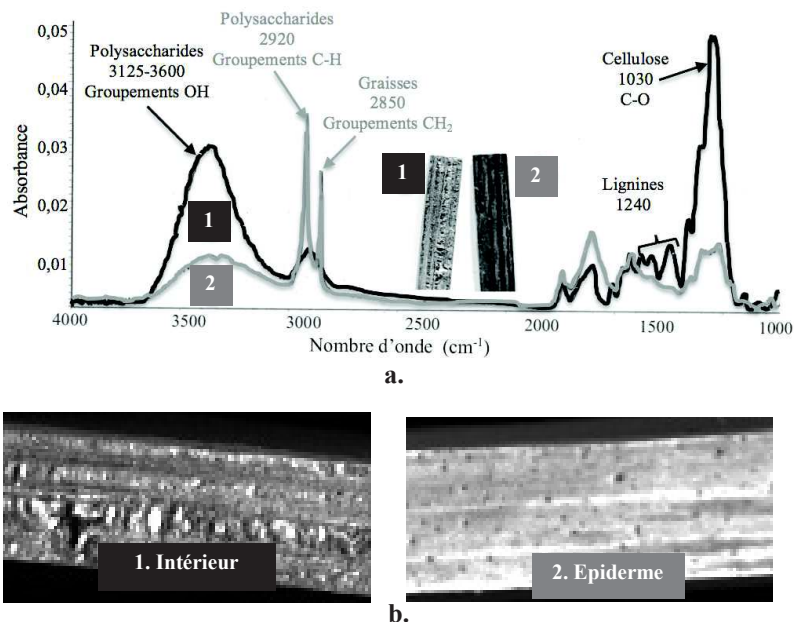 Absorbance
0,05
0,04
0,03
0,02
0,01
Polysaccharides
3125-3600
Groupements OH
Polysaccharides
2920
Groupements C-H
Graisses
2850
Groupements CH₂
Cellulose
1030
C-O
Lignines
1240
1
2
1
2
4000 3500 3000 2500 2000 1500 1000
Nombre d’onde (cm⁻¹)
a.
1. Intérieur
2. Epiderme
b.